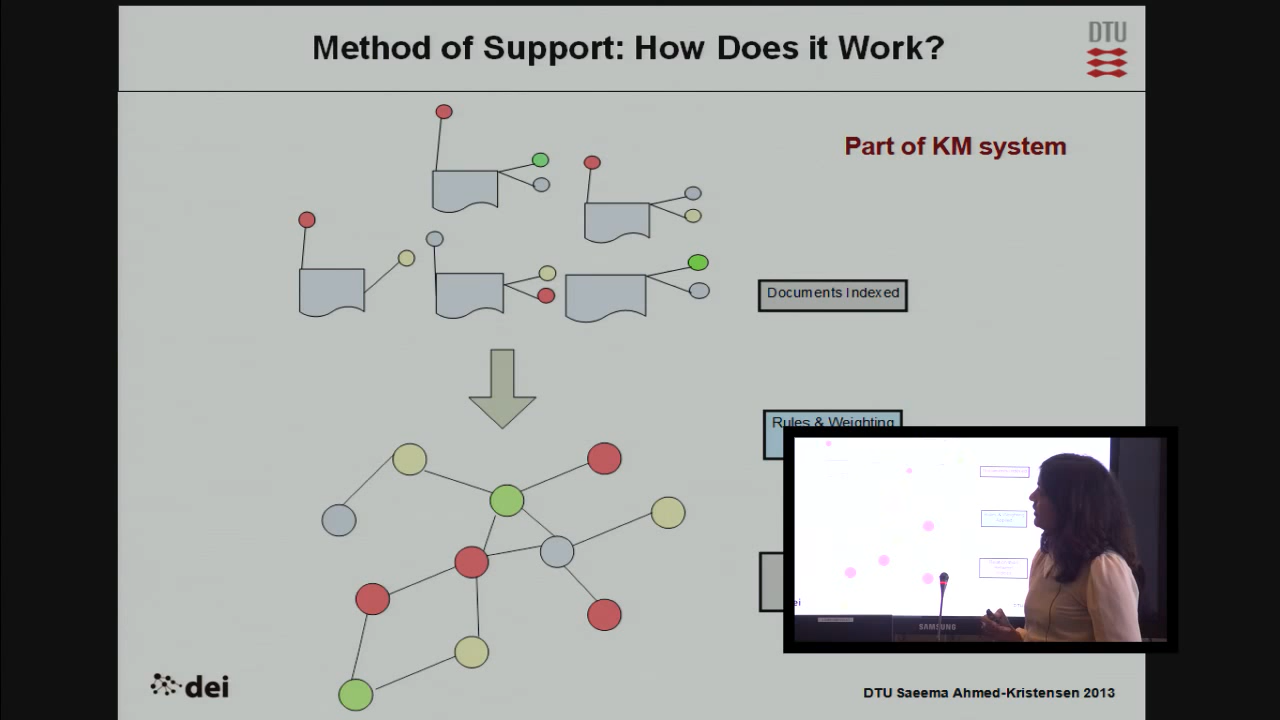 Method of Support: How Does it Work?
DTU
Part of KM system
Documents Indexed
Rules & Weighting
SAMSUNG
dei
DTU Saeema Ahmed-Kristensen 2013